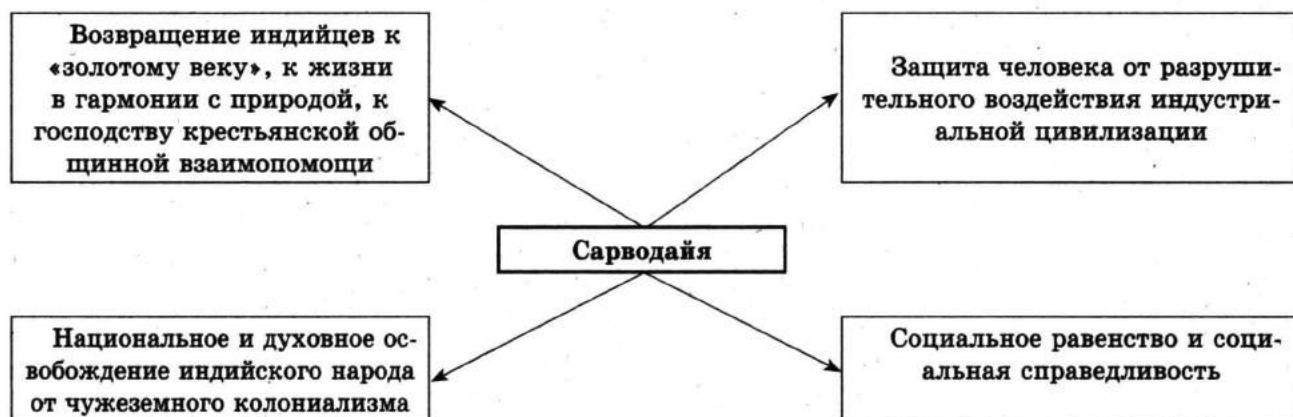 Возвращение индийцев к
«золотому веку», к жизни
в гармонии с природой, к
господству крестьянской об-
щинной взаимопомощи
Защита человека от разруши-
тельного воздействия индустри-
альной цивилизации
Сарводайя
Национальное и духовное ос-
вобождение индийского народа
от чужеземного колониализма
Социальное равенство и соци-
альная справедливость